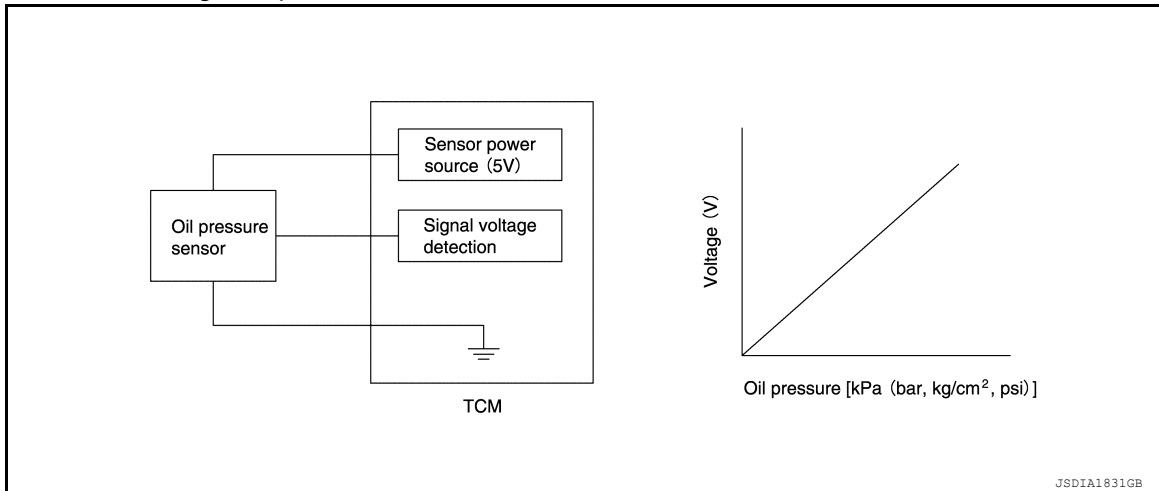 Sensor power
source (5V)
Oil pressure
sensor
Signal voltage
detection
TCM
Voltage (V)
Oil pressure [kPa (bar, kg/cm², psi)]
JSDIA1831GB